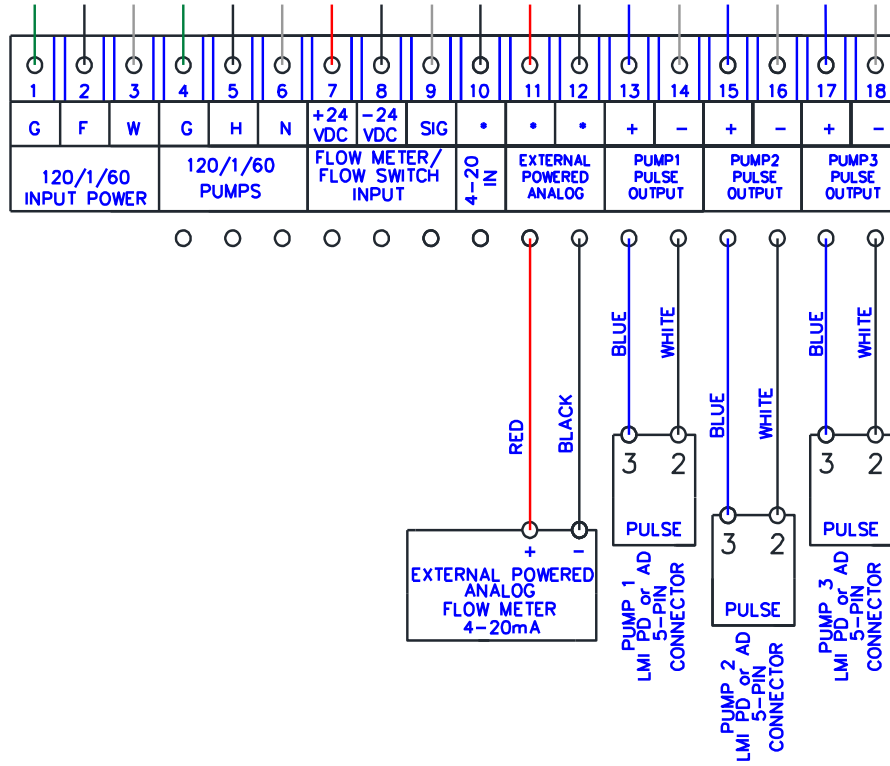 1 2 3 4 5 6 7 8 9 10 11 12 13 14 15 16 17 18
G F W G H N +24 VDC -24 VDC SIG * * * + - + - + -
120/1/60
INPUT POWER
120/1/60
PUMPS
FLOW METER/
FLOW SWITCH
INPUT
4-20
IN
EXTERNAL
POWERED
ANALOG
PUMP1
PULSE
OUTPUT
PUMP2
PULSE
OUTPUT
PUMP3
PULSE
OUTPUT
RED
BLACK
BLUE
WHITE
BLUE
WHITE
BLUE
WHITE
+ -
EXTERNAL POWERED
ANALOG
FLOW METER
4-20mA
3 2
PULSE
PUMP 1
LMI PD or AD
5-PIN
CONNECTOR
3 2
PULSE
PUMP 2
LMI PD or AD
5-PIN
CONNECTOR
3 2
PULSE
PUMP 3
LMI PD or AD
5-PIN
CONNECTOR